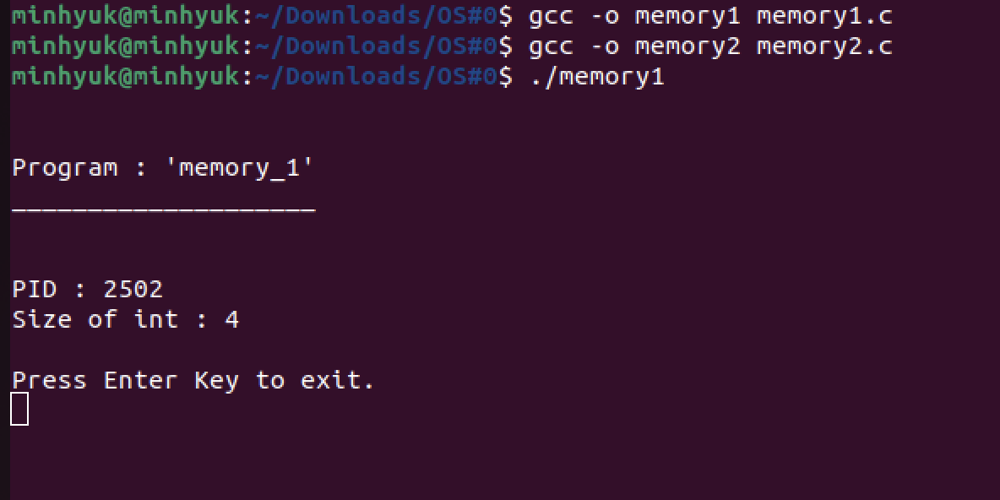 minhyuk@minhyuk:~/Downloads/OS#0$ gcc -o memory1 memory1.c
minhyuk@minhyuk:~/Downloads/OS#0$ gcc -o memory2 memory2.c
minhyuk@minhyuk:~/Downloads/OS#0$ ./memory1
Program : 'memory_1'
____________________
PID : 2502
Size of int : 4
Press Enter Key to exit.